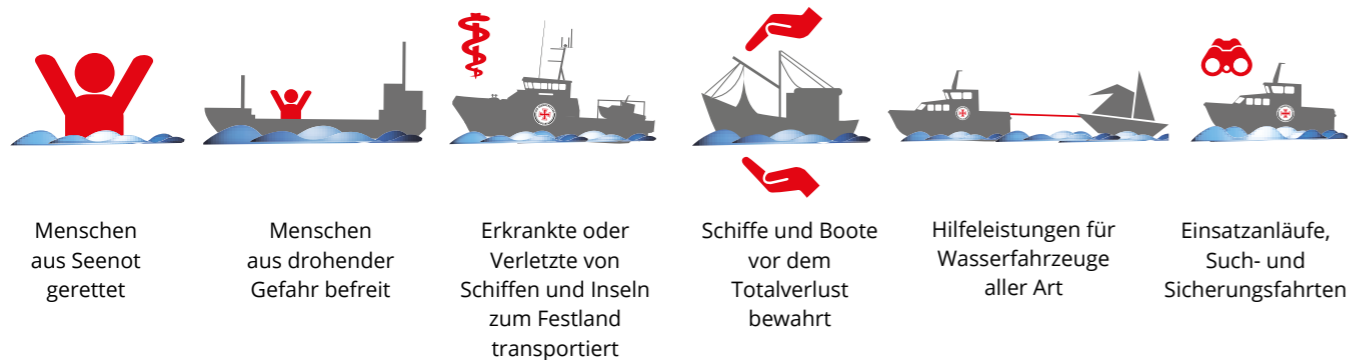 Menschen
aus Seenot
gerettet
Menschen
aus drohender
Gefahr befreit
Erkrankte oder
Verletzte von
Schiffen und Inseln
zum Festland
transportiert
Schiffe und Boote
vor dem
Totalverlust
bewahrt
Hilfeleistungen für
Wasserfahrzeuge
aller Art
Einsatzanläufe,
Such- und
Sicherungsfahrten